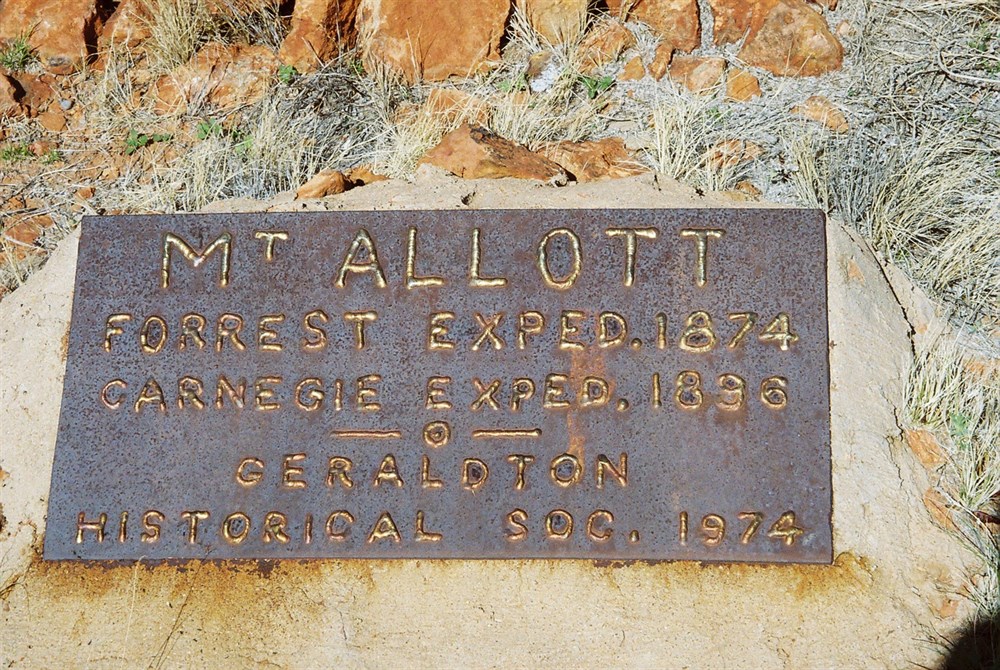 MT ALLOTT
FORREST EXPED. 1874
CARNEGIE EXPED. 1896
—o—
GERALDTON
HISTORICAL SOC. 1974